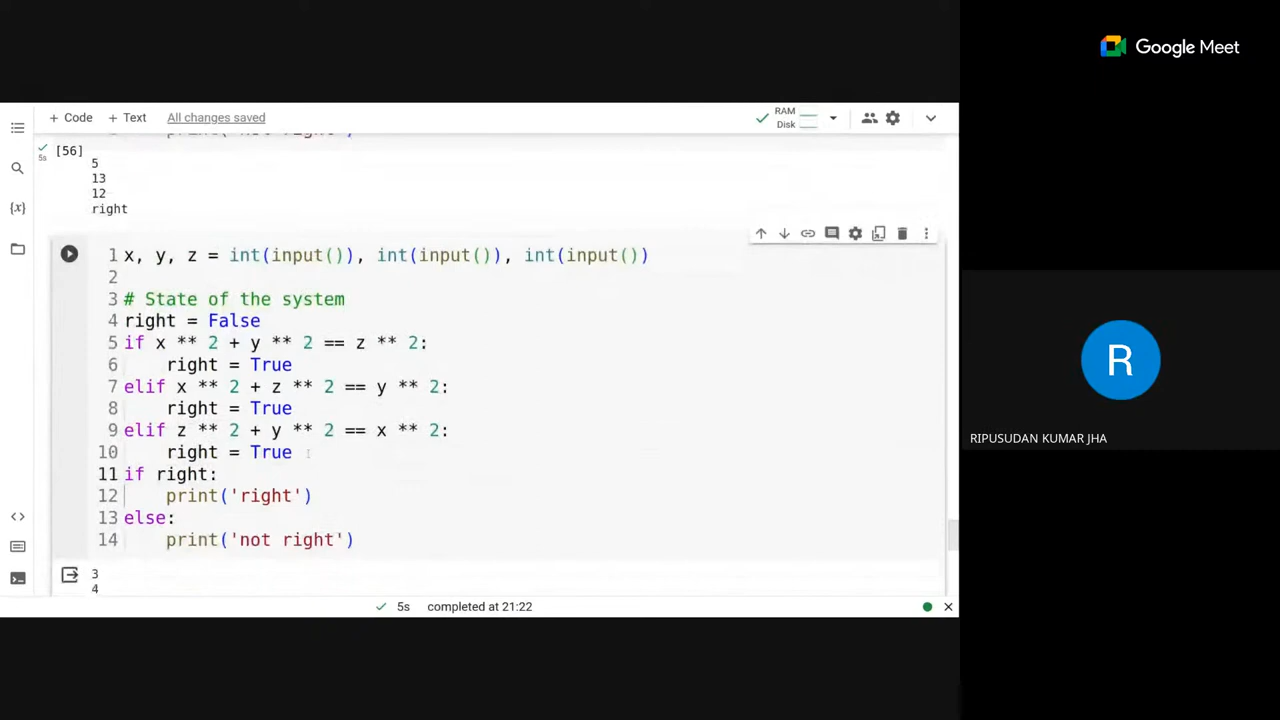 Google Meet
+ Code + Text All changes saved
RAM
Disk
print('not right')
5s
[56]
5
13
12
right
{x}
1 x, y, z = int(input()), int(input()), int(input())
2
3 # State of the system
4 right = False
5 if x ** 2 + y ** 2 == z ** 2:
6 right = True
7 elif x ** 2 + z ** 2 == y ** 2:
8 right = True
9 elif z ** 2 + y ** 2 == x ** 2:
10 right = True
11 if right:
12 print('right')
13 else:
14 print('not right')
3
4
5s completed at 21:22
R
RIPUSUDAN KUMAR JHA